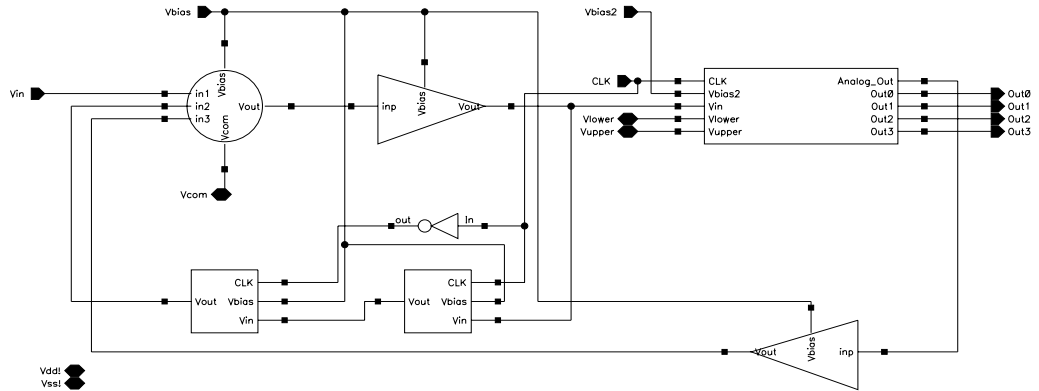 Vbias
Vbias2
CLK
CLK
Analog_Out
Vin
in1
Vbias
Vbias2
Out0
Out0
in2
Vout
inp
Vbias
Vout
Vin
Out1
Out1
in3
Vcom
Vlower
Vlower
Out2
Out2
Vupper
Vupper
Out3
Out3
Vcom
out
In
CLK
CLK
Vout
Vbias
Vout
Vbias
Vin
Vin
Vout
Vbias
inp
Vdd!
Vss!